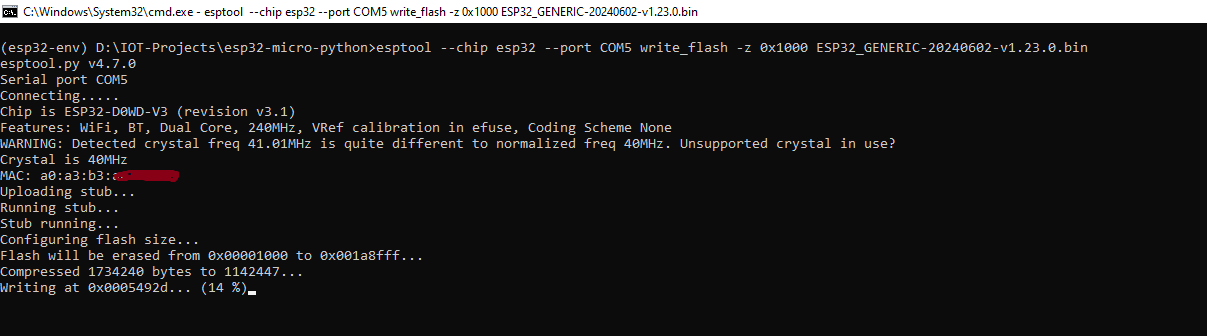 C:\Windows\System32\cmd.exe - esptool --chip esp32 --port COM5 write_flash -z 0x1000 ESP32_GENERIC-20240602-v1.23.0.bin
(esp32-env) D:\IOT-Projects\esp32-micro-python>esptool --chip esp32 --port COM5 write_flash -z 0x1000 ESP32_GENERIC-20240602-v1.23.0.bin
esptool.py v4.7.0
Serial port COM5
Connecting.....
Chip is ESP32-D0WD-V3 (revision v3.1)
Features: WiFi, BT, Dual Core, 240MHz, VRef calibration in efuse, Coding Scheme None
WARNING: Detected crystal freq 41.01MHz is quite different to normalized freq 40MHz. Unsupported crystal in use?
Crystal is 40MHz
MAC: a0:a3:b3:
Uploading stub...
Running stub...
Stub running...
Configuring flash size...
Flash will be erased from 0x00001000 to 0x001a8fff...
Compressed 1734240 bytes to 1142447...
Writing at 0x0005492d... (14 %)